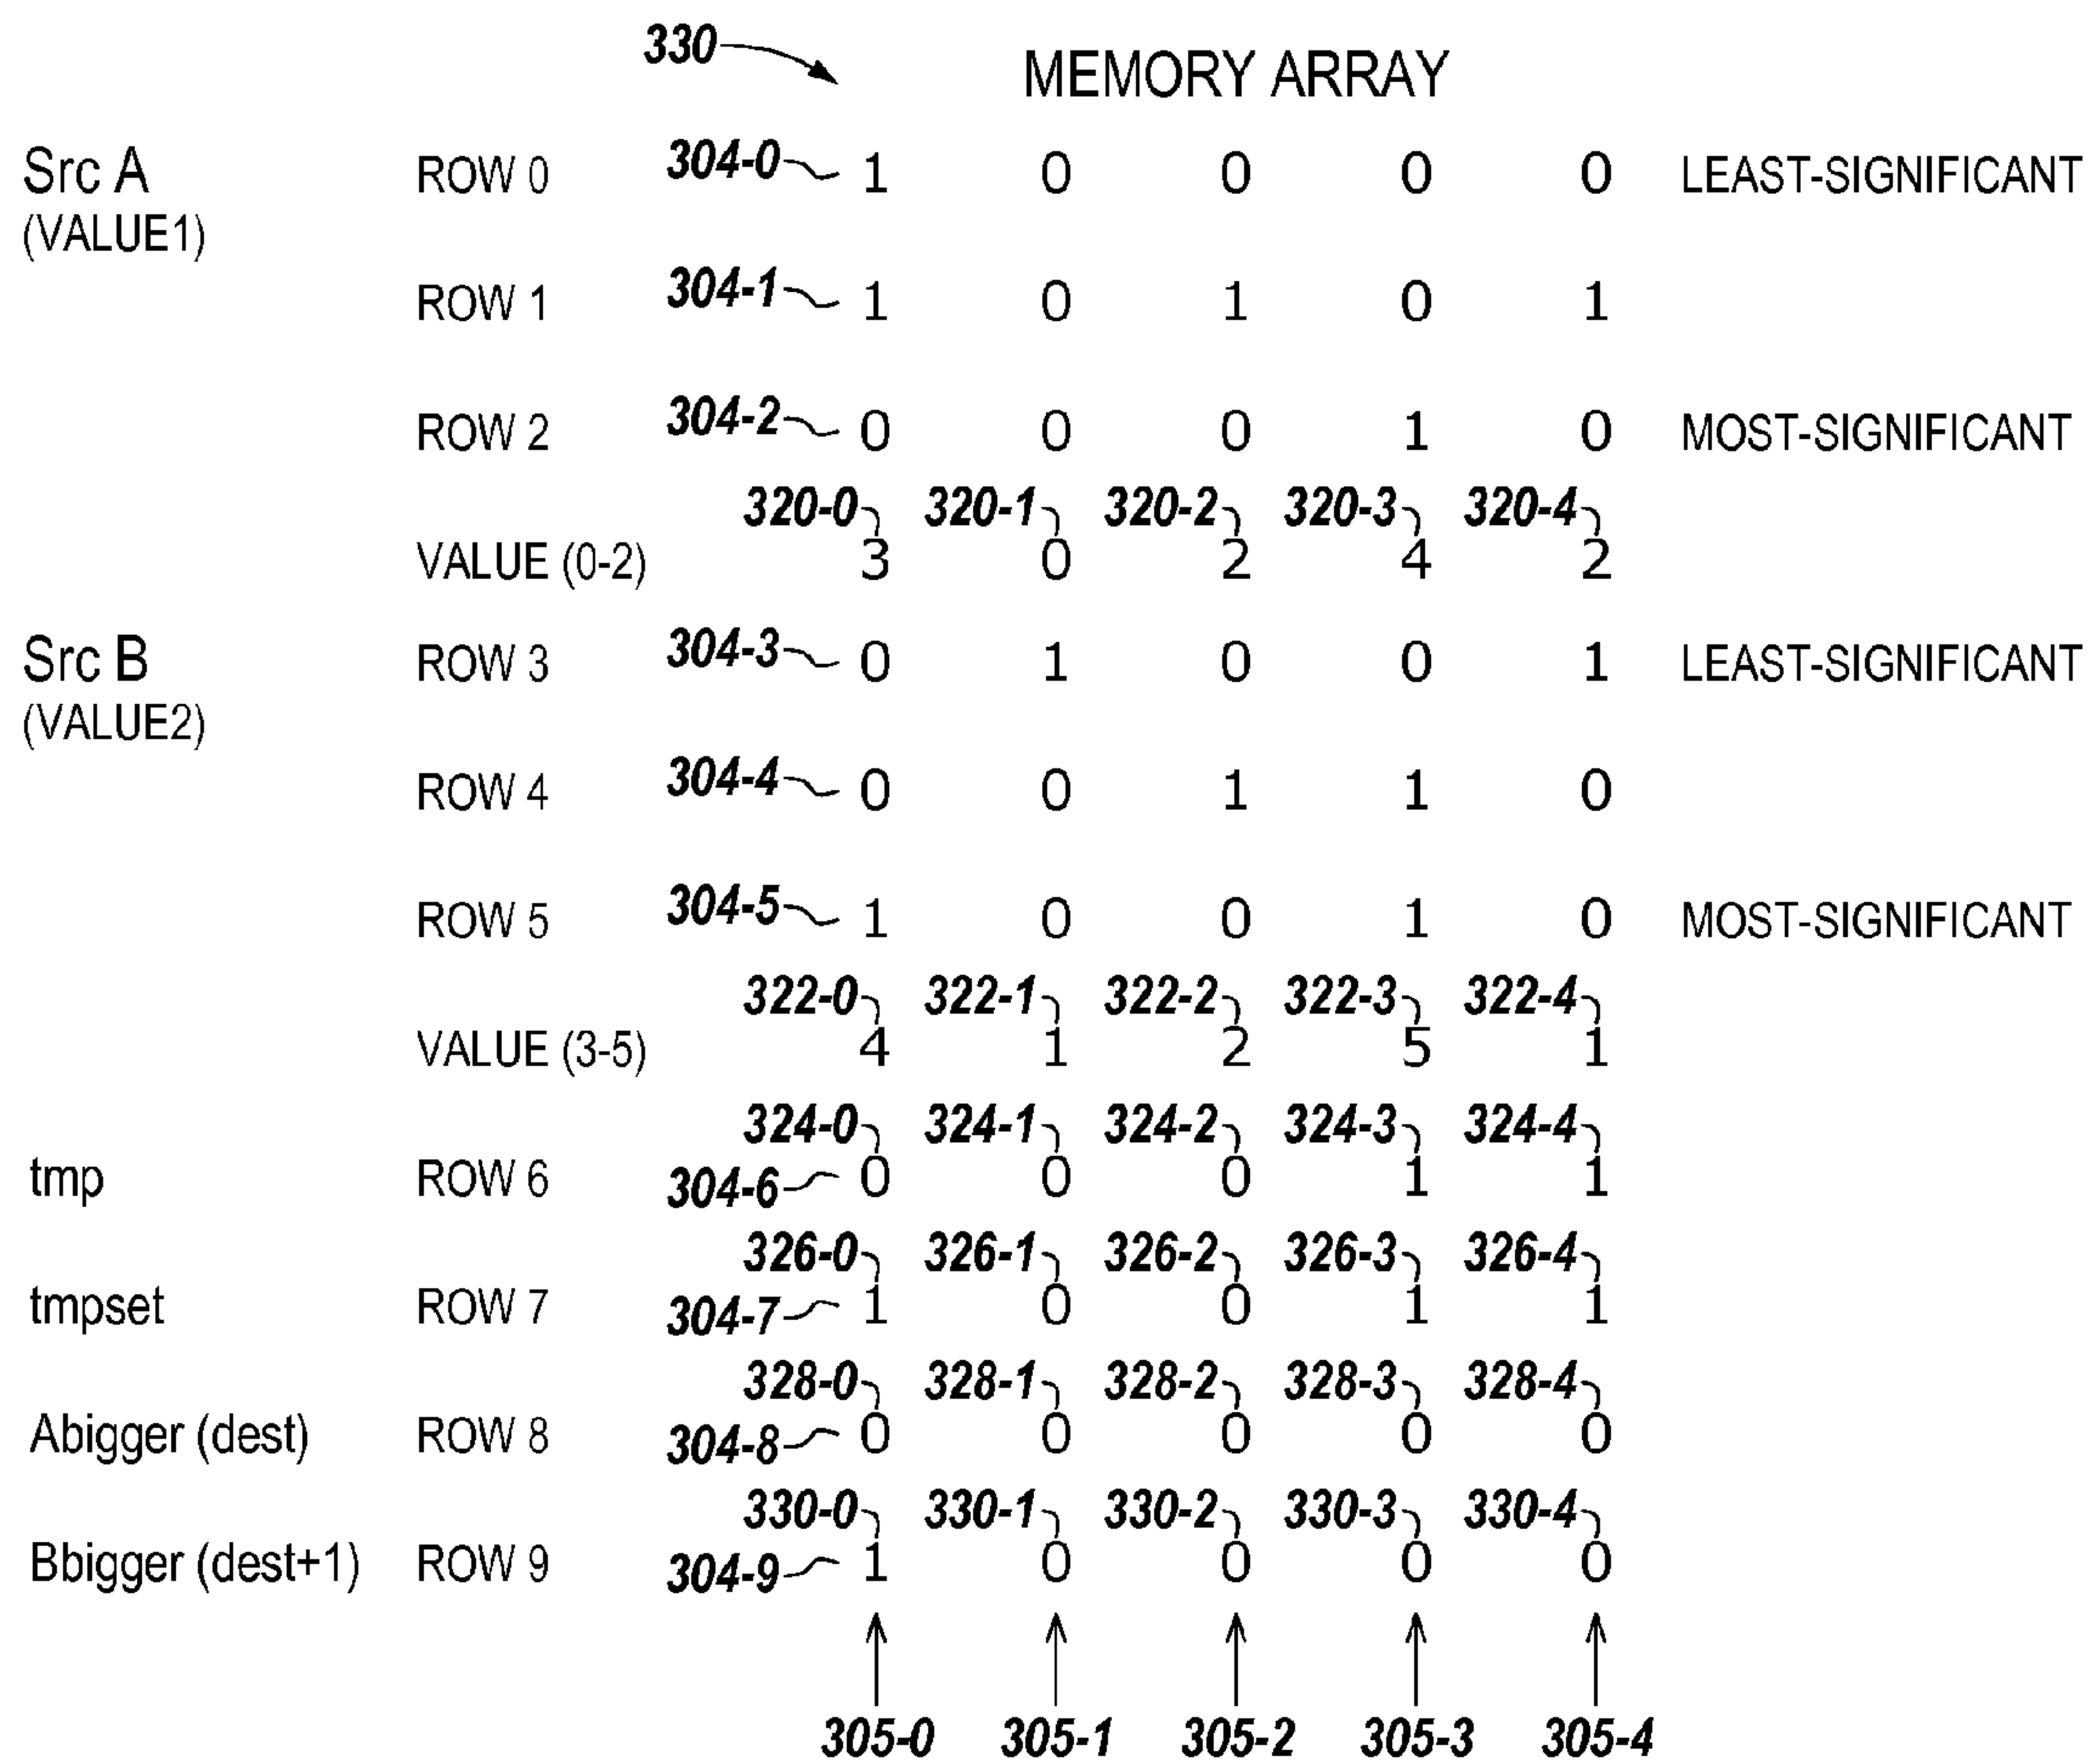 330 MEMORY ARRAY
Src A ROW 0 304-0 1 0 0 0 0 LEAST-SIGNIFICANT
(VALUE1)
ROW 1 304-1 1 0 1 0 1
ROW 2 304-2 0 0 0 1 0 MOST-SIGNIFICANT
320-0 320-1 320-2 320-3 320-4
VALUE (0-2) 3 0 2 4 2
Src B ROW 3 304-3 0 1 0 0 1 LEAST-SIGNIFICANT
(VALUE2)
ROW 4 304-4 0 0 1 1 0
ROW 5 304-5 1 0 0 1 0 MOST-SIGNIFICANT
322-0 322-1 322-2 322-3 322-4
VALUE (3-5) 4 1 2 5 1
324-0 324-1 324-2 324-3 324-4
tmp ROW 6 304-6 0 0 0 1 1
326-0 326-1 326-2 326-3 326-4
tmpset ROW 7 304-7 1 0 0 1 1
328-0 328-1 328-2 328-3 328-4
Abigger (dest) ROW 8 304-8 0 0 0 0 0
330-0 330-1 330-2 330-3 330-4
Bbigger (dest+1) ROW 9 304-9 1 0 0 0 0
305-0 305-1 305-2 305-3 305-4